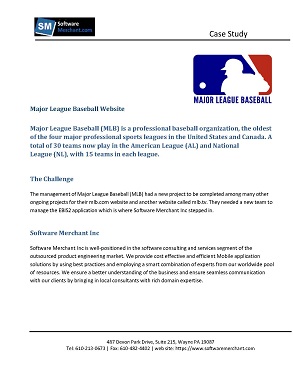 SM Software
Merchant.com
Case Study
MAJOR LEAGUE BASEBALL
Major League Baseball Website
Major League Baseball (MLB) is a professional baseball organization, the oldest
of the four major professional sports leagues in the United States and Canada. A
total of 30 teams now play in the American League (AL) and National
League (NL), with 15 teams in each league.
The Challenge
The management of Major League Baseball (MLB) had a new project to be completed among many other
ongoing projects for their mlb.com website and another website called mlb.tv. They needed a new team to
manage the EBIS2 application which is where Software Merchant Inc stepped in.
Software Merchant Inc
Software Merchant Inc is well-positioned in the software consulting and services segment of the
outsourced product engineering market. We provide cost effective and efficient Mobile application
solutions by using best practices and employing a smart combination of experts from our worldwide pool
of resources. We ensure a better understanding of the business and ensure seamless communication
with our clients by bringing in local consultants with rich domain expertise.
487 Devon Park Drive, Suite 215, Wayne PA 19087
Tel: 610-213-0673 | Fax: 610-482-4802 | web site: https://www.softwaremerchant.com